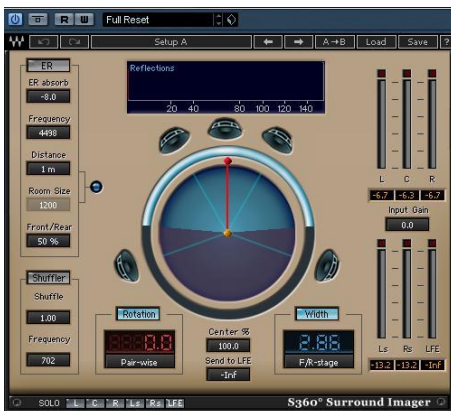 R W Full Reset
Setup A A→B Load Save ?
ER
ER absorb
-8.0
Frequency
4498
Distance
1 m
Room Size
1200
Front/Rear
50 %
Shuffler
Shuffle
1.00
Frequency
702
Reflections
20 40 80 100 120 140
Rotation
0.0
Pair-wise
Center %
100.0
Send to LFE
-Inf
Width
2.86
F/R-stage
L C R
-6.7 -6.3 -6.7
Input Gain
0.0
Ls Rs LFE
-13.2 -13.2 -Inf
SOLO L C R Ls Rs LFE S360° Surround Imager